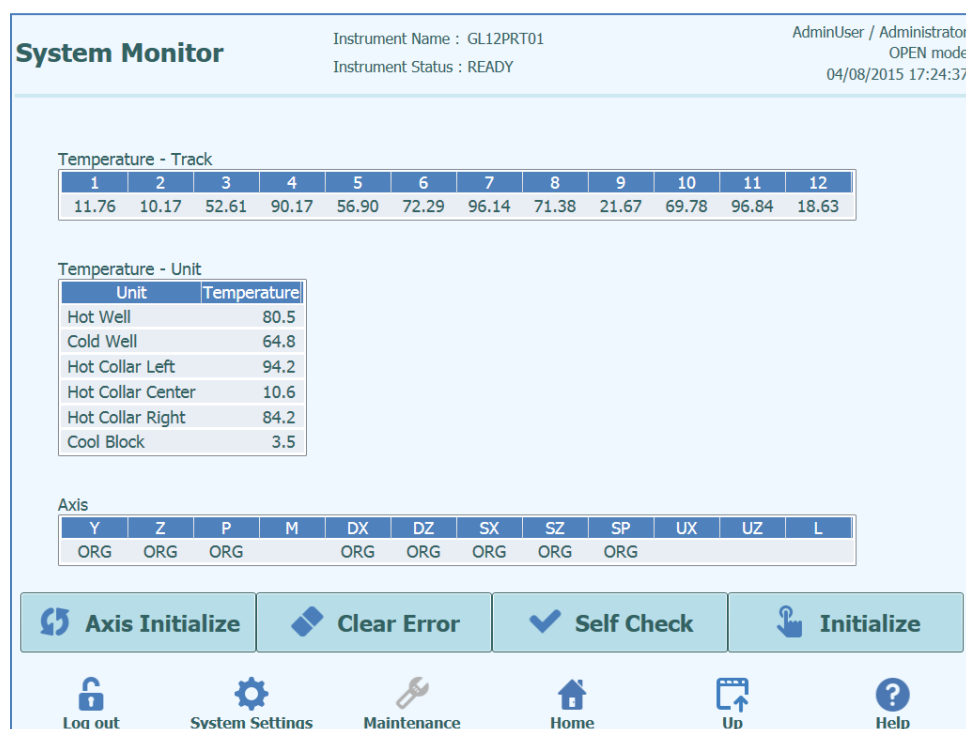 System Monitor
Instrument Name : GL12PRT01
Instrument Status : READY
AdminUser / Administrator
OPEN mode
04/08/2015 17:24:37
Temperature - Track
1 2 3 4 5 6 7 8 9 10 11 12
11.76 10.17 52.61 90.17 56.90 72.29 96.14 71.38 21.67 69.78 96.84 18.63
Temperature - Unit
Unit Temperature
Hot Well 80.5
Cold Well 64.8
Hot Collar Left 94.2
Hot Collar Center 10.6
Hot Collar Right 84.2
Cool Block 3.5
Axis
Y Z P M DX DZ SX SZ SP UX UZ L
ORG ORG ORG ORG ORG ORG ORG ORG
Axis Initialize Clear Error Self Check Initialize
Log out System Settings Maintenance Home Up Help